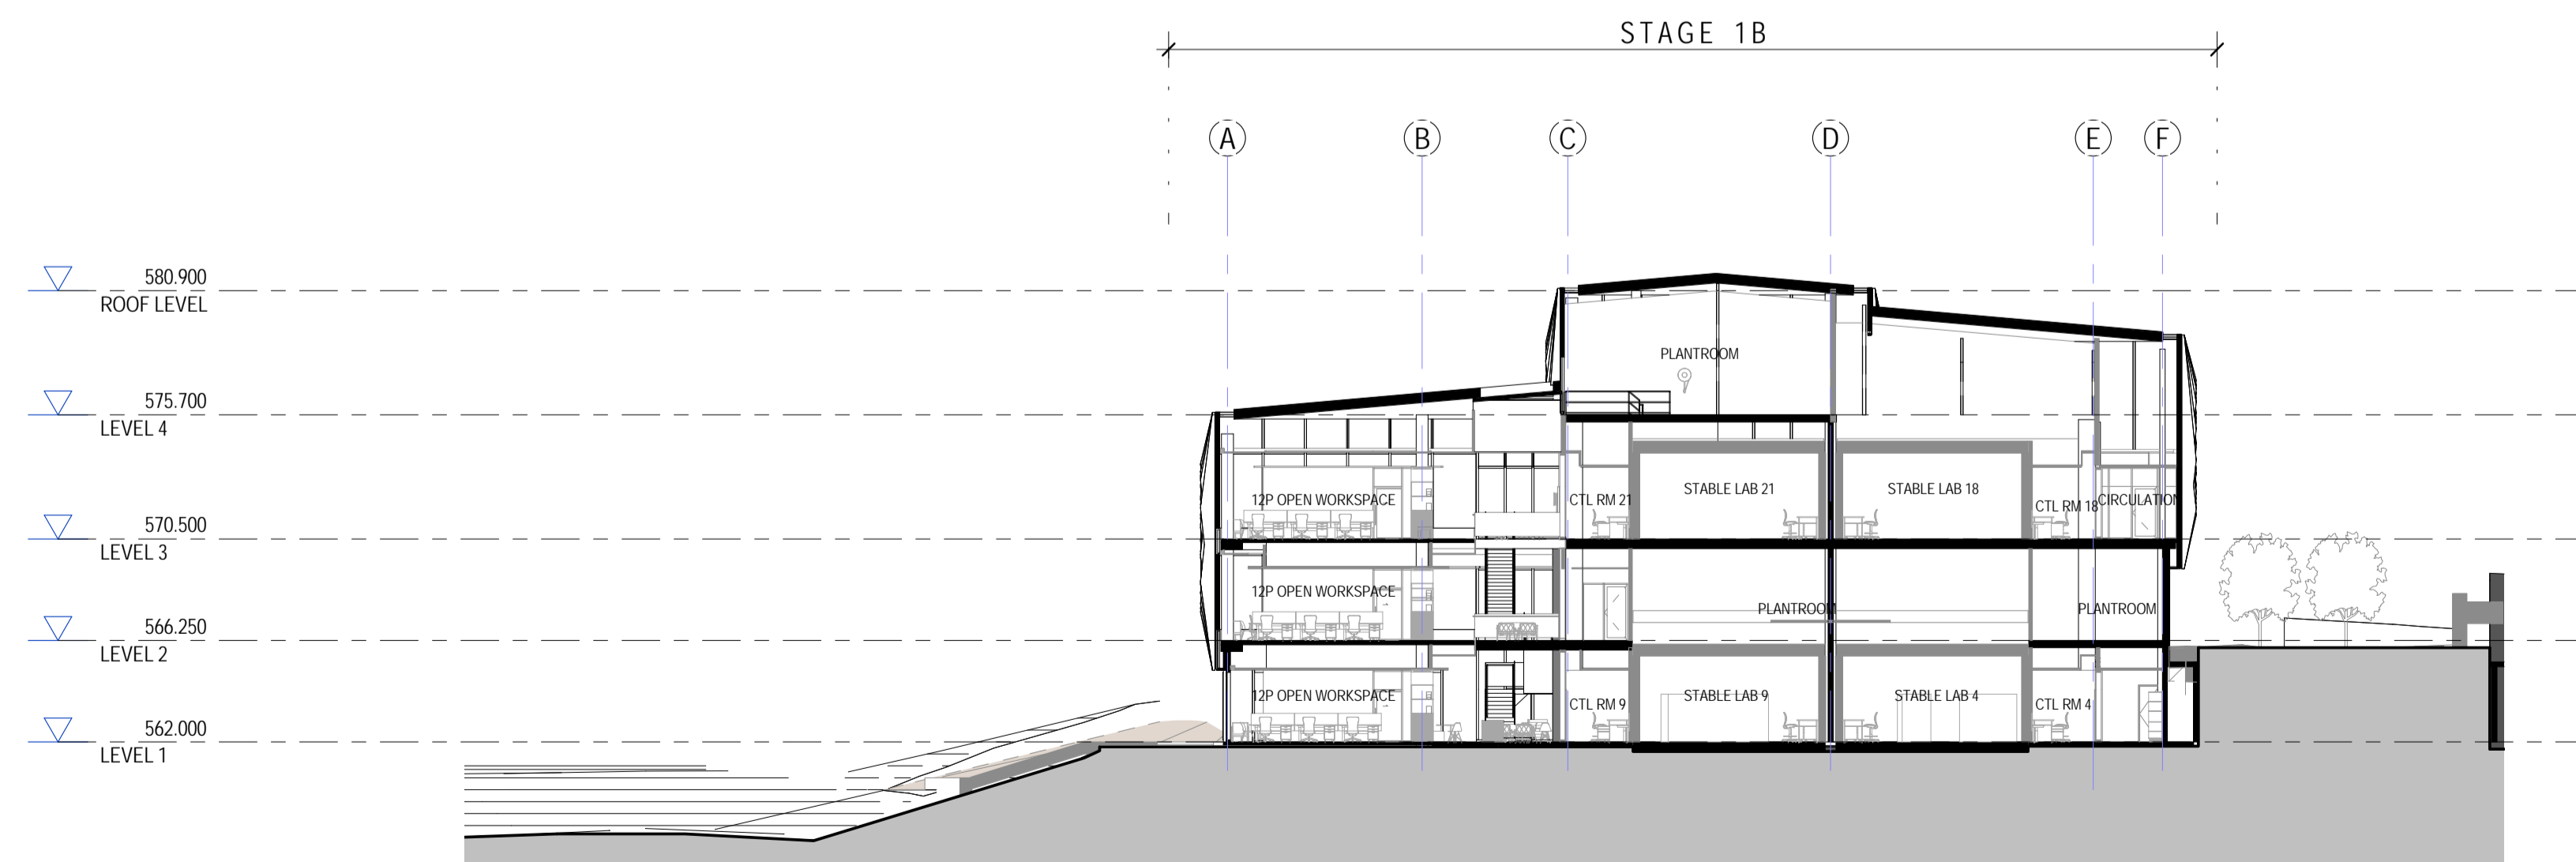 STAGE 1B
A B C D E F
580.900
ROOF LEVEL
PLANTROOM
575.700
LEVEL 4
12P OPEN WORKSPACE
CTL RM 21
STABLE LAB 21
STABLE LAB 18
CTL RM 18
CIRCULATION
570.500
LEVEL 3
12P OPEN WORKSPACE
PLANTROOM
PLANTROOM
566.250
LEVEL 2
12P OPEN WORKSPACE
CTL RM 9
STABLE LAB 9
STABLE LAB 4
CTL RM 4
562.000
LEVEL 1